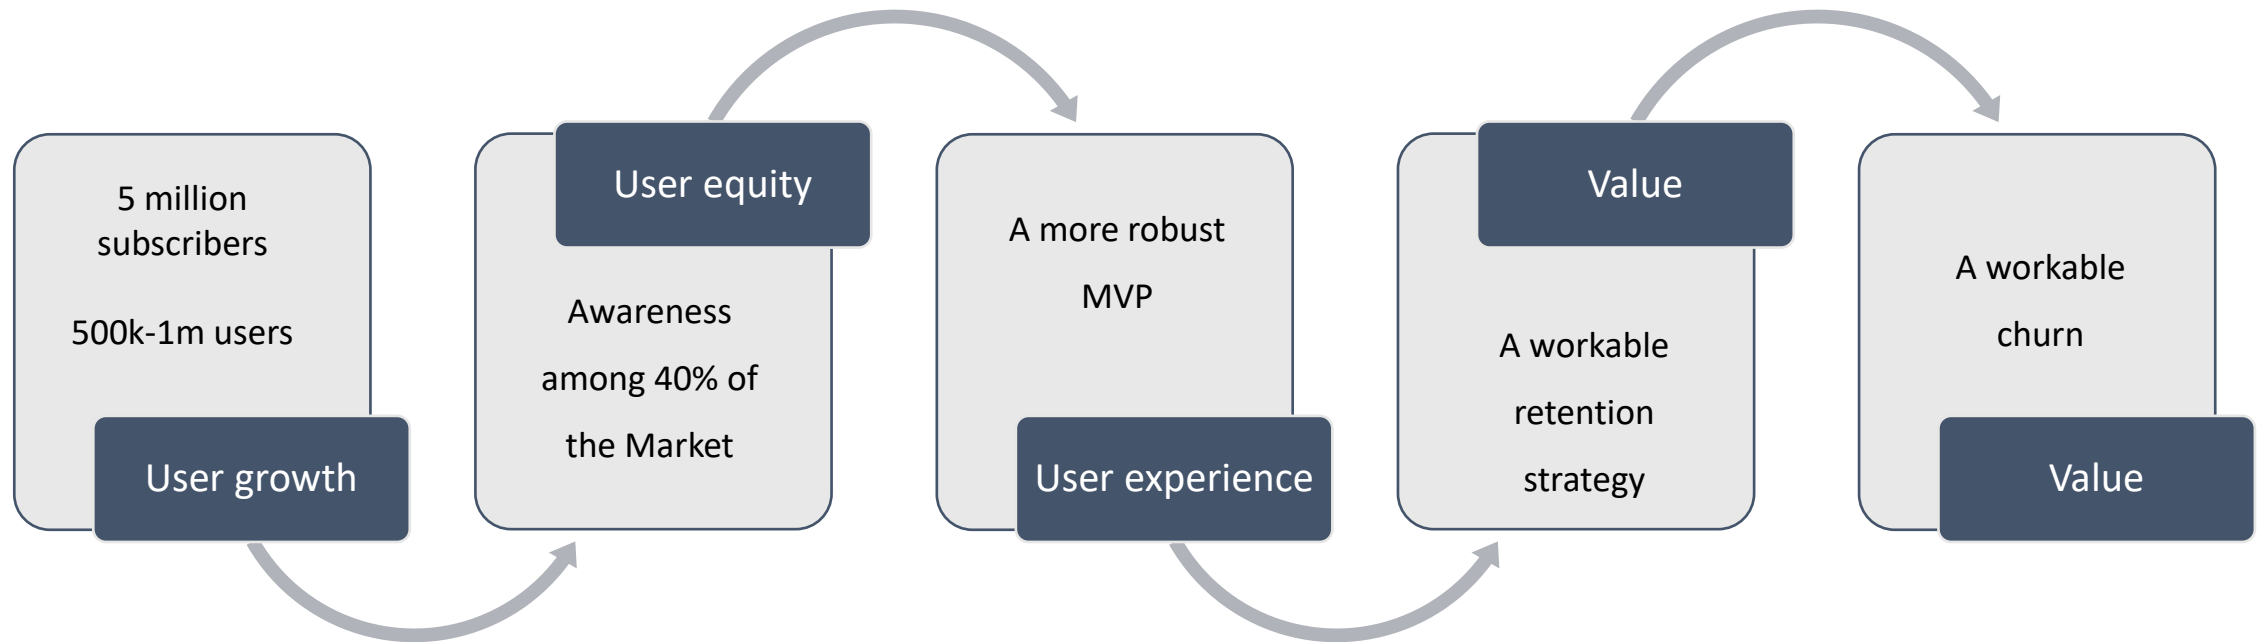 5 million
subscribers
500k-1m users
User growth
User equity
Awareness
among 40% of
the Market
A more robust
MVP
User experience
Value
A workable
retention
strategy
A workable
churn
Value